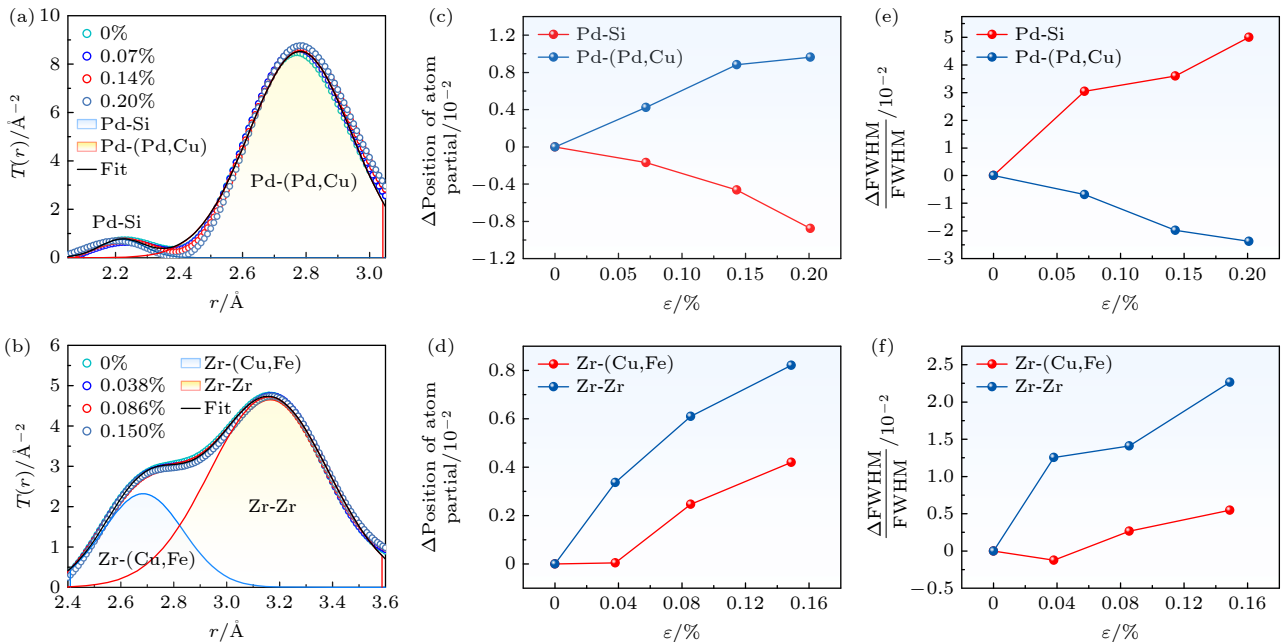 (a)
10
8
6
4
2
0
T(r)/Å⁻²
0%
0.07%
0.14%
0.20%
Pd-Si
Pd-(Pd,Cu)
Fit
Pd-Si
Pd-(Pd,Cu)
2.2 2.4 2.6 2.8 3.0
r/Å
(c)
1.2
0.8
0.4
0
−0.4
−0.8
−1.2
ΔPosition of atom
partial/10⁻²
Pd-Si
Pd-(Pd,Cu)
0 0.05 0.10 0.15 0.20
ε/%
(e)
5
4
3
2
1
0
−1
−2
−3
ΔFWHM
FWHM
/10⁻²
Pd-Si
Pd-(Pd,Cu)
0 0.05 0.10 0.15 0.20
ε/%
(b)
6
5
4
3
2
1
0
T(r)/Å⁻²
0%
0.038%
0.086%
0.150%
Zr-(Cu,Fe)
Zr-Zr
Fit
Zr-Zr
Zr-(Cu,Fe)
2.4 2.6 2.8 3.0 3.2 3.4 3.6
r/Å
(d)
0.8
0.6
0.4
0.2
0
ΔPosition of atom
partial/10⁻²
Zr-(Cu,Fe)
Zr-Zr
0 0.04 0.08 0.12 0.16
ε/%
(f)
2.5
2.0
1.5
1.0
0.5
0
−0.5
ΔFWHM
FWHM
/10⁻²
Zr-(Cu,Fe)
Zr-Zr
0 0.04 0.08 0.12 0.16
ε/%